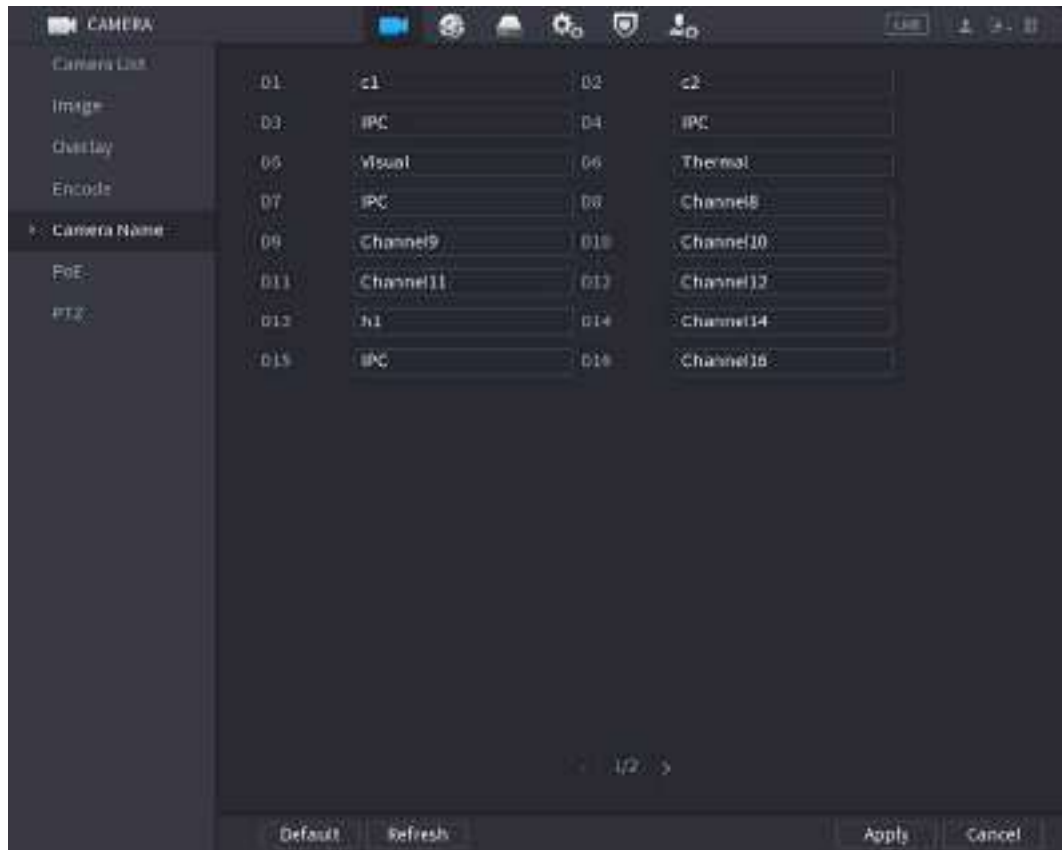 CAMERA LIVE
Camera List
Image
Overlay
Encode
Camera Name
PoE
PTZ
D1 c1 D2 c2
D3 IPC D4 IPC
D5 Visual D6 Thermal
D7 IPC D8 Channel8
D9 Channel9 D10 Channel10
D11 Channel11 D12 Channel12
D13 h1 D14 Channel14
D15 IPC D16 Channel16
1/2
Default Refresh Apply Cancel